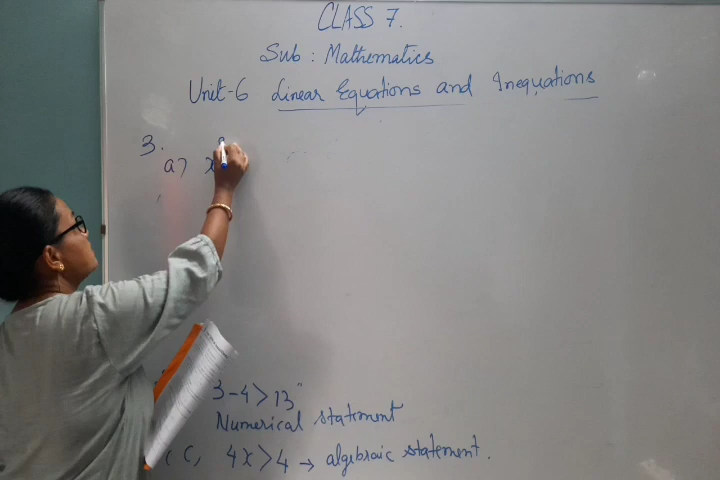 CLASS 7.
Sub : Mathematics
Unit-6 Linear Equations and Inequations
3.
a> x
3-4>13"
Numerical statement
( C, 4x>4 → algebraic statement.